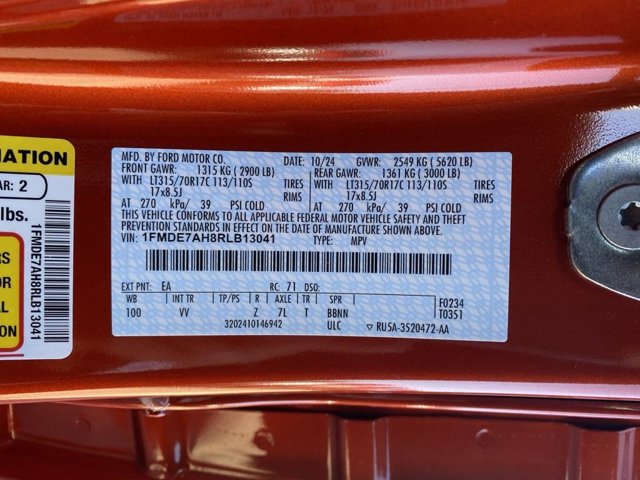 MATION
AR: 2
lbs.
RS
OR
AL
ON
1FMDE7AH8RLB13041
MFD. BY FORD MOTOR CO. DATE: 10/24 GVWR: 2549 KG ( 5620 LB)
FRONT GAWR: 1315 KG ( 2900 LB) REAR GAWR: 1361 KG ( 3000 LB)
WITH LT315/70R17C 113/110S TIRES WITH LT315/70R17C 113/110S TIRES
17x8.5J RIMS 17x8.5J RIMS
AT 270 kPa/ 39 PSI COLD AT 270 kPa/ 39 PSI COLD
THIS VEHICLE CONFORMS TO ALL APPLICABLE FEDERAL MOTOR VEHICLE SAFETY AND THEFT
PREVENTION STANDARDS IN EFFECT ON THE DATE OF MANUFACTURE SHOWN ABOVE.
VIN: 1FMDE7AH8RLB13041 TYPE: MPV
EXT PNT: EA RC: 71 DSO:
WB INT TR TP/PS R AXLE TR SPR F0234
100 VV Z 7L T BBNN T0351
3202410146942 ULC ▽ RU5A-3520472-AA